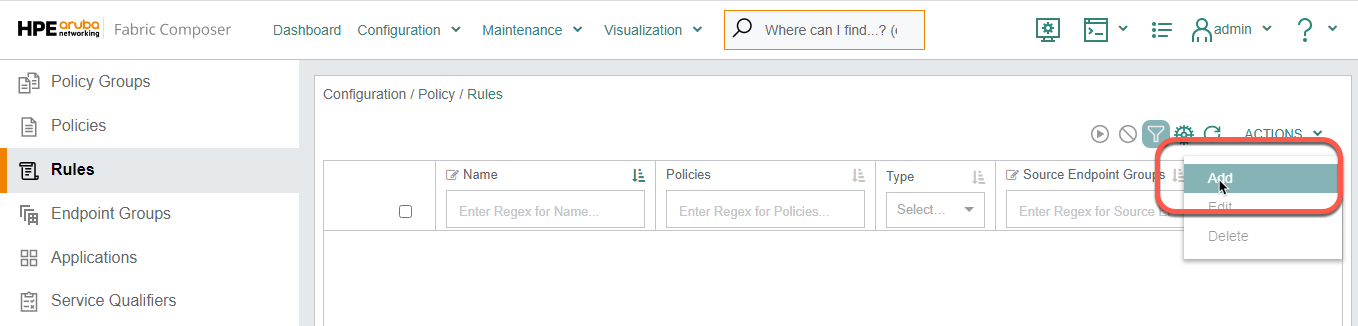 HPE aruba networking Fabric Composer Dashboard Configuration Maintenance Visualization Where can I find...? ( admin ?
Policy Groups
Policies
Rules
Endpoint Groups
Applications
Service Qualifiers
Configuration / Policy / Rules
ACTIONS
Name Policies Type Source Endpoint Groups
Enter Regex for Name... Enter Regex for Policies... Select... Enter Regex for Source
Add
Edit
Delete